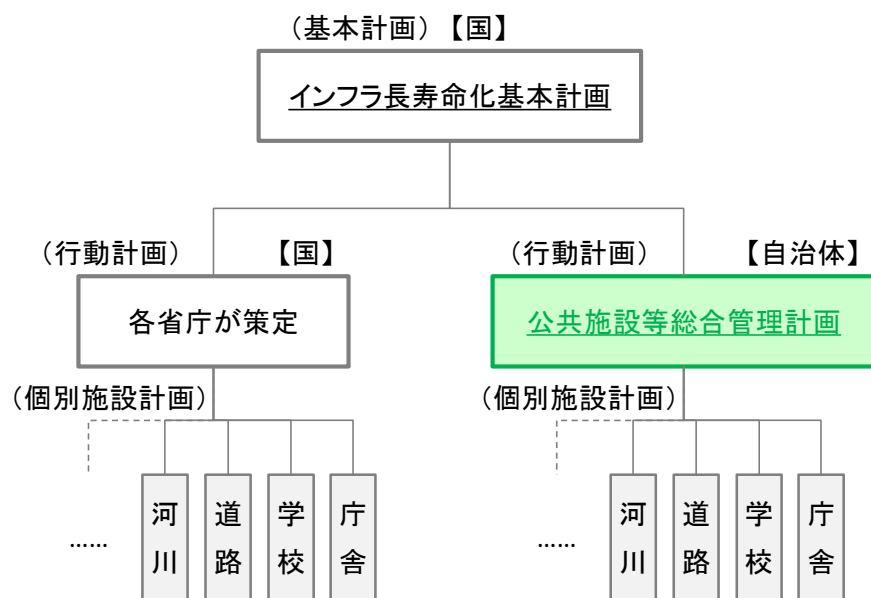 （基本計画）【国】
インフラ長寿命化基本計画
（行動計画）　【国】
（行動計画）　【自治体】
各省庁が策定
公共施設等総合管理計画
（個別施設計画）
（個別施設計画）
……
河川
道路
学校
庁舎
……
河川
道路
学校
庁舎